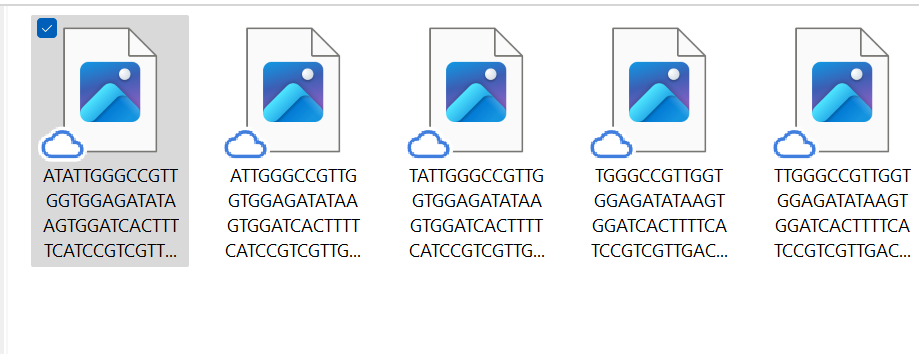 ATATTGGGCCGTT
GGTGGAGATATA
AGTGGATCACTTT
TCATCCGTCGTT...
ATTGGGCCGTTG
GTGGAGATATAA
GTGGATCACTTTT
CATCCGTCGTTG...
TATTGGGCCGTTG
GTGGAGATATAA
GTGGATCACTTTT
CATCCGTCGTTG...
TGGGCCGTTGGT
GGAGATATAAGT
GGATCACTTTTCA
TCCGTCGTTGAC...
TTGGGCCGTTGGT
GGAGATATAAGT
GGATCACTTTTCA
TCCGTCGTTGAC...